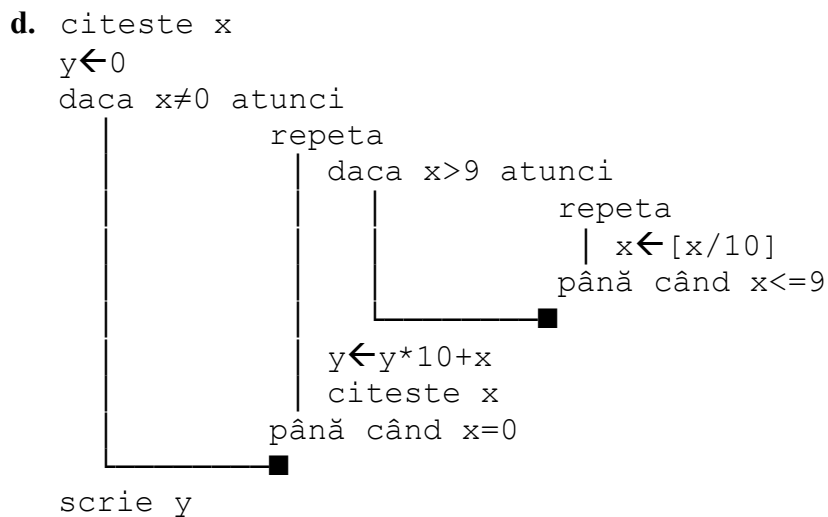 d. citeste x
y←0
daca x≠0 atunci
repeta
daca x>9 atunci
repeta
x←[x/10]
până când x<=9
y←y*10+x
citeste x
până când x=0
scrie y